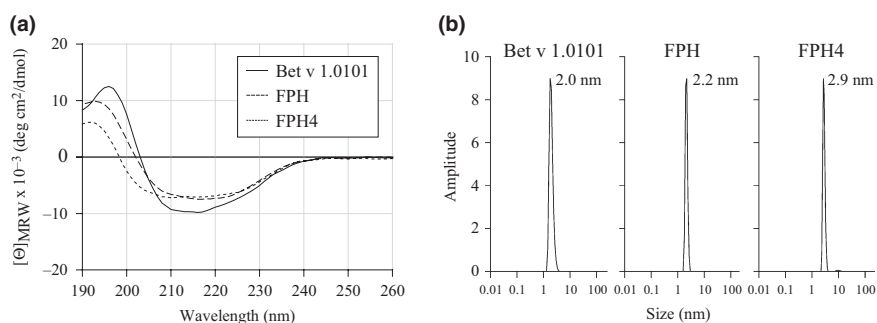 (a)
20
10
0
–10
–20
[Θ]MRW x 10–3 (deg cm2/dmol)
Bet v 1.0101
FPH
FPH4
190 200 210 220 230 240 250 260
Wavelength (nm)
(b)
Bet v 1.0101 FPH FPH4
10
8
6
4
2
0
Amplitude
2.0 nm 2.2 nm 2.9 nm
0.01 0.1 1 10 100 0.01 0.1 1 10 100 0.01 0.1 1 10 100
Size (nm)